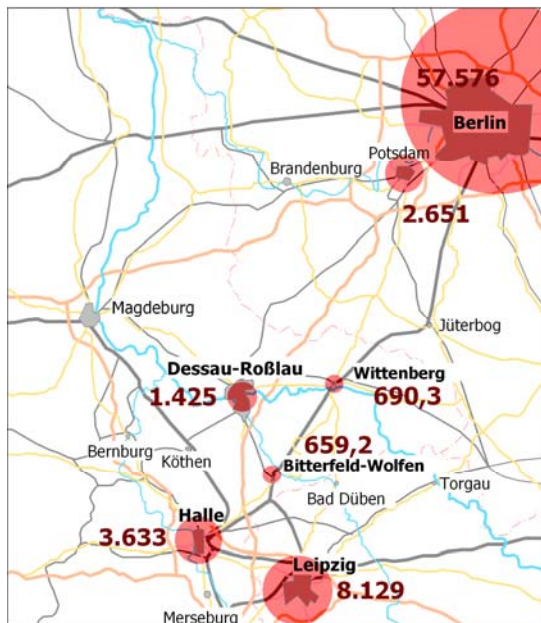 57.576
Berlin
Potsdam
Brandenburg
2.651
Magdeburg
Jüterbog
Dessau-Roßlau
Wittenberg
1.425
690,3
659,2
Bernburg
Köthen
Bitterfeld-Wolfen
Bad Düben
Torgau
Halle
3.633
Leipzig
8.129
Merseburg